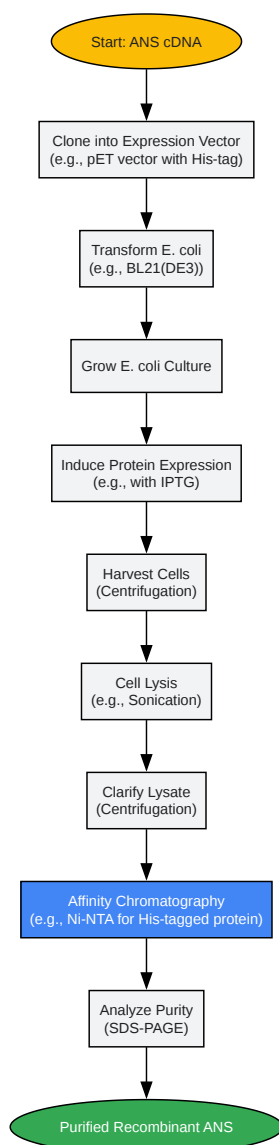 Start: ANS cDNA
Clone into Expression Vector
(e.g., pET vector with His-tag)
Transform E. coli
(e.g., BL21(DE3))
Grow E. coli Culture
Induce Protein Expression
(e.g., with IPTG)
Harvest Cells
(Centrifugation)
Cell Lysis
(e.g., Sonication)
Clarify Lysate
(Centrifugation)
Affinity Chromatography
(e.g., Ni-NTA for His-tagged protein)
Analyze Purity
(SDS-PAGE)
Purified Recombinant ANS